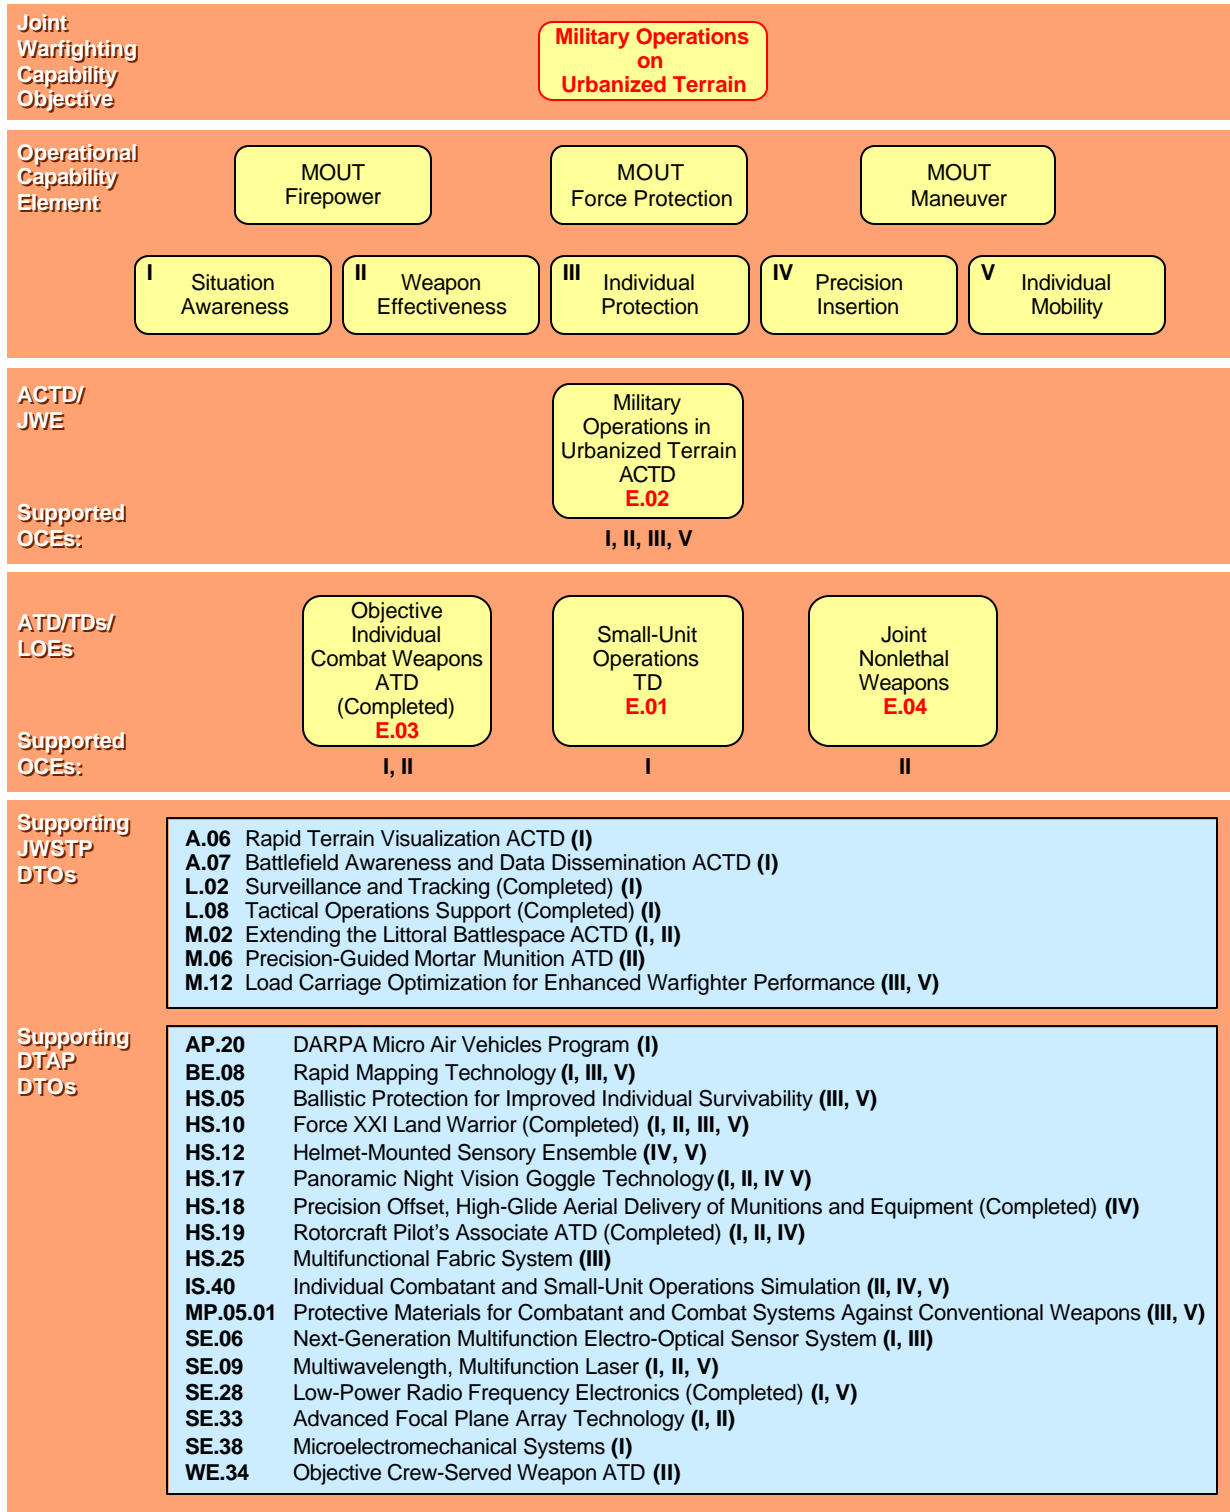 Joint
Warfighting
Capability
Objective
Military Operations
on
Urbanized Terrain
Operational
Capability
Element
MOUT
Firepower
MOUT
Force Protection
MOUT
Maneuver
I
Situation
Awareness
II
Weapon
Effectiveness
III
Individual
Protection
IV
Precision
Insertion
V
Individual
Mobility
ACTD/
JWE
Military
Operations in
Urbanized Terrain
ACTD
E.02
Supported
OCEs:
I, II, III, V
ATD/TDs/
LOEs
Objective
Individual
Combat Weapons
ATD
(Completed)
E.03
Small-Unit
Operations
TD
E.01
Joint
Nonlethal
Weapons
E.04
Supported
OCEs:
I, II
I
II
Supporting
JWSTP
DTOs
A.06 Rapid Terrain Visualization ACTD (I)
A.07 Battlefield Awareness and Data Dissemination ACTD (I)
L.02 Surveillance and Tracking (Completed) (I)
L.08 Tactical Operations Support (Completed) (I)
M.02 Extending the Littoral Battlespace ACTD (I, II)
M.06 Precision-Guided Mortar Munition ATD (II)
M.12 Load Carriage Optimization for Enhanced Warfighter Performance (III, V)
Supporting
DTAP
DTOs
AP.20 DARPA Micro Air Vehicles Program (I)
BE.08 Rapid Mapping Technology (I, III, V)
HS.05 Ballistic Protection for Improved Individual Survivability (III, V)
HS.10 Force XXI Land Warrior (Completed) (I, II, III, V)
HS.12 Helmet-Mounted Sensory Ensemble (IV, V)
HS.17 Panoramic Night Vision Goggle Technology (I, II, IV V)
HS.18 Precision Offset, High-Glide Aerial Delivery of Munitions and Equipment (Completed) (IV)
HS.19 Rotorcraft Pilot's Associate ATD (Completed) (I, II, IV)
HS.25 Multifunctional Fabric System (III)
IS.40 Individual Combatant and Small-Unit Operations Simulation (II, IV, V)
MP.05.01 Protective Materials for Combatant and Combat Systems Against Conventional Weapons (III, V)
SE.06 Next-Generation Multifunction Electro-Optical Sensor System (I, III)
SE.09 Multiwavelength, Multifunction Laser (I, II, V)
SE.28 Low-Power Radio Frequency Electronics (Completed) (I, V)
SE.33 Advanced Focal Plane Array Technology (I, II)
SE.38 Microelectromechanical Systems (I)
WE.34 Objective Crew-Served Weapon ATD (II)